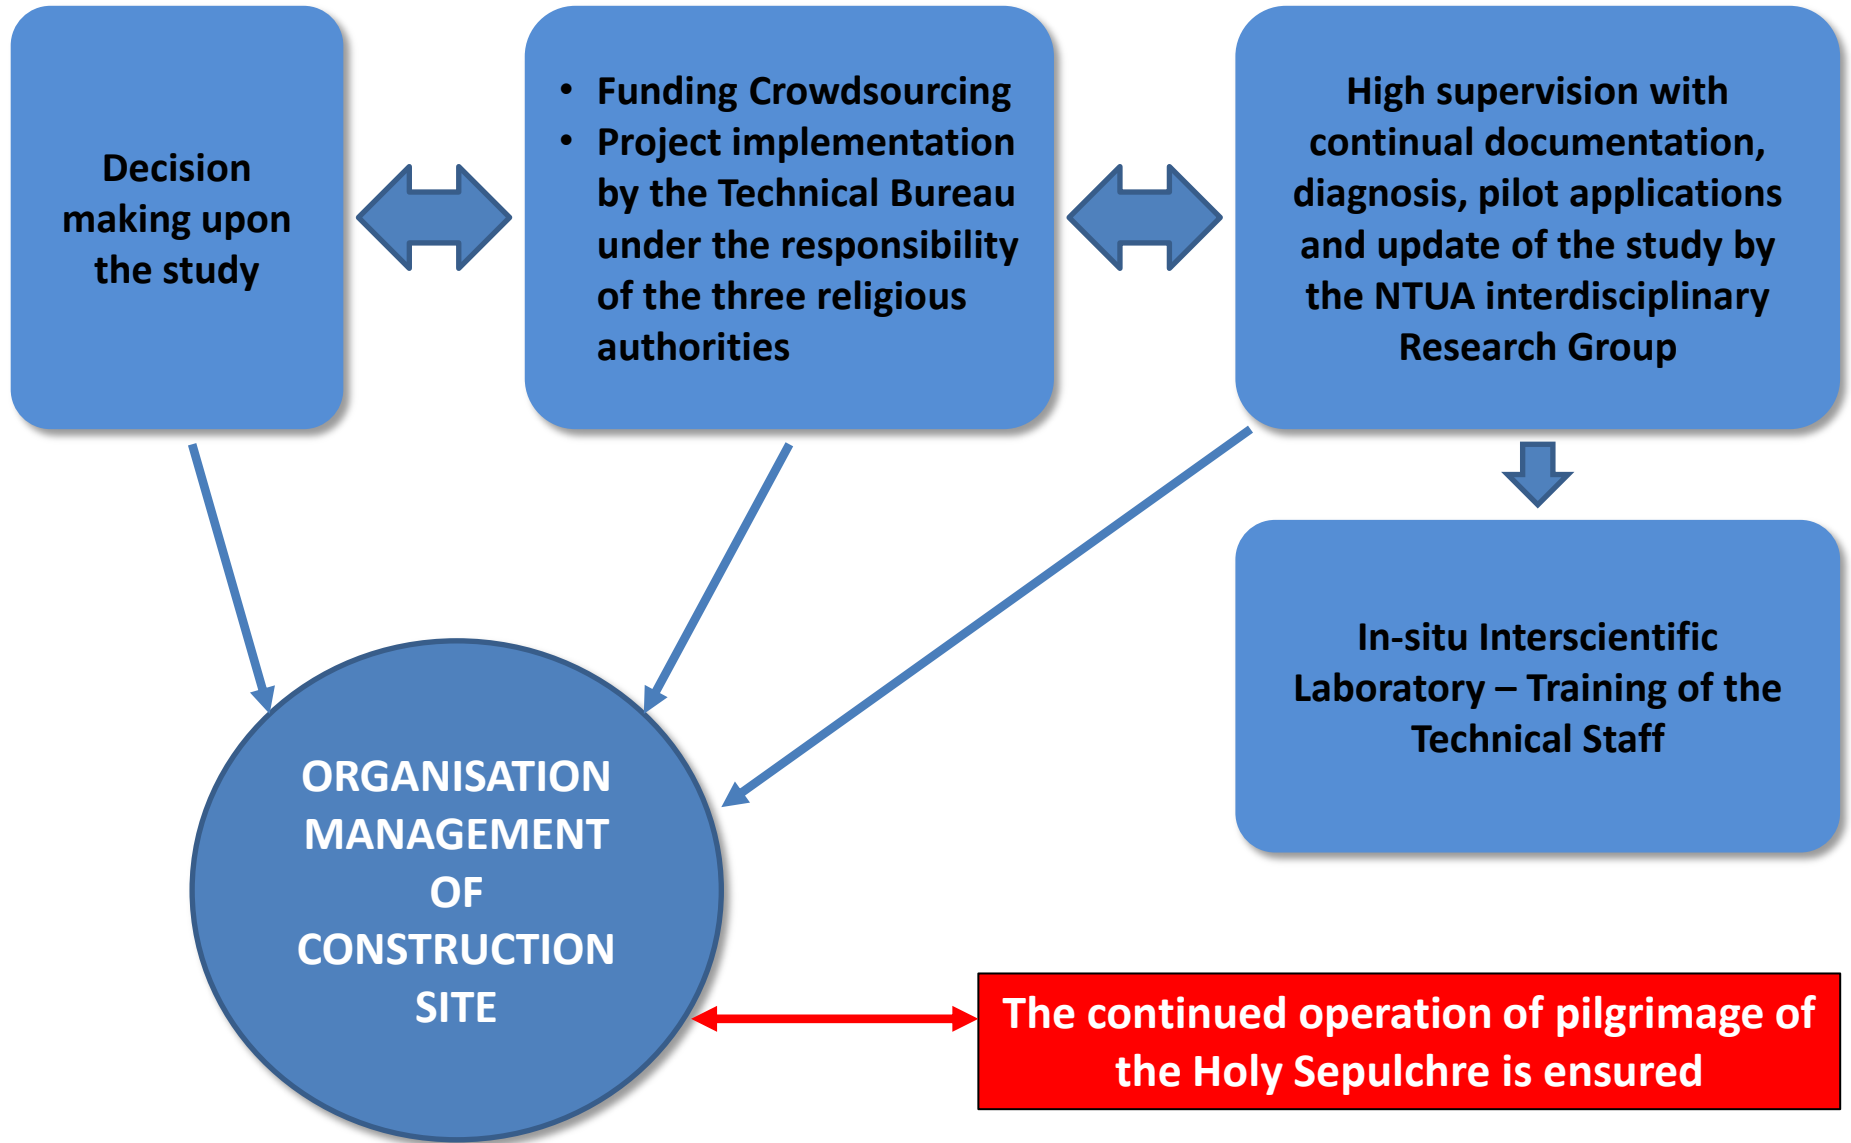 Decision
making upon
the study
• Funding Crowdsourcing
• Project implementation
by the Technical Bureau
under the responsibility
of the three religious
authorities
High supervision with
continual documentation,
diagnosis, pilot applications
and update of the study by
the NTUA interdisciplinary
Research Group
In-situ Interscientific
Laboratory – Training of the
Technical Staff
ORGANISATION
MANAGEMENT
OF
CONSTRUCTION
SITE
The continued operation of pilgrimage of
the Holy Sepulchre is ensured